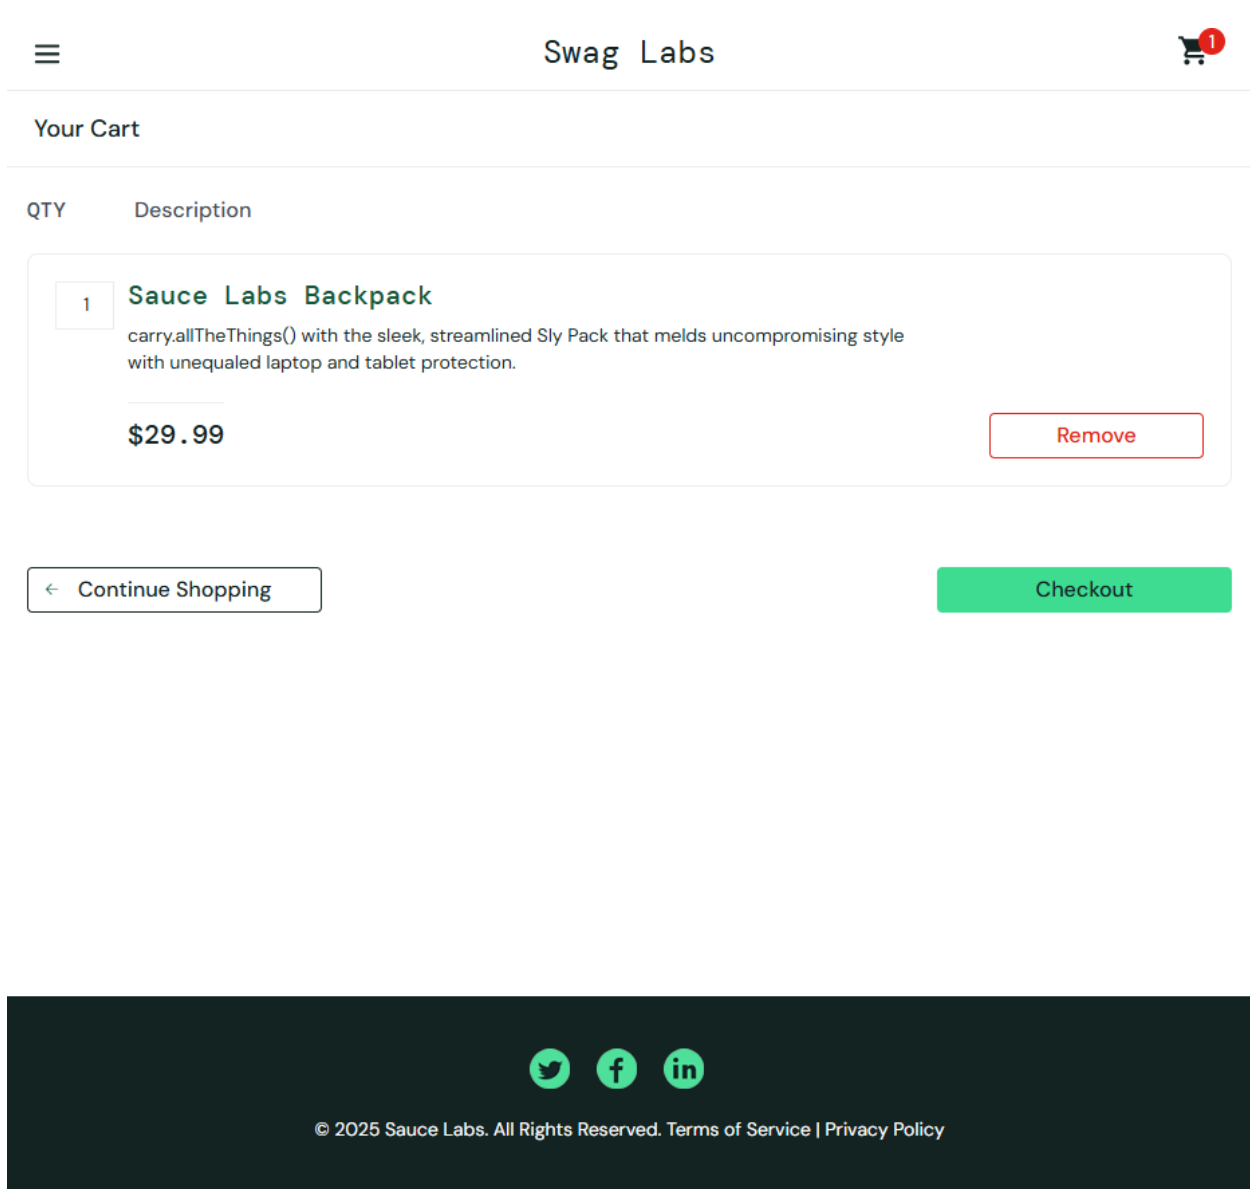 Swag Labs
1
Your Cart
QTY Description
1
Sauce Labs Backpack
carry.allTheThings() with the sleek, streamlined Sly Pack that melds uncompromising style
with unequaled laptop and tablet protection.
$29.99
Remove
← Continue Shopping
Checkout
© 2025 Sauce Labs. All Rights Reserved. Terms of Service | Privacy Policy